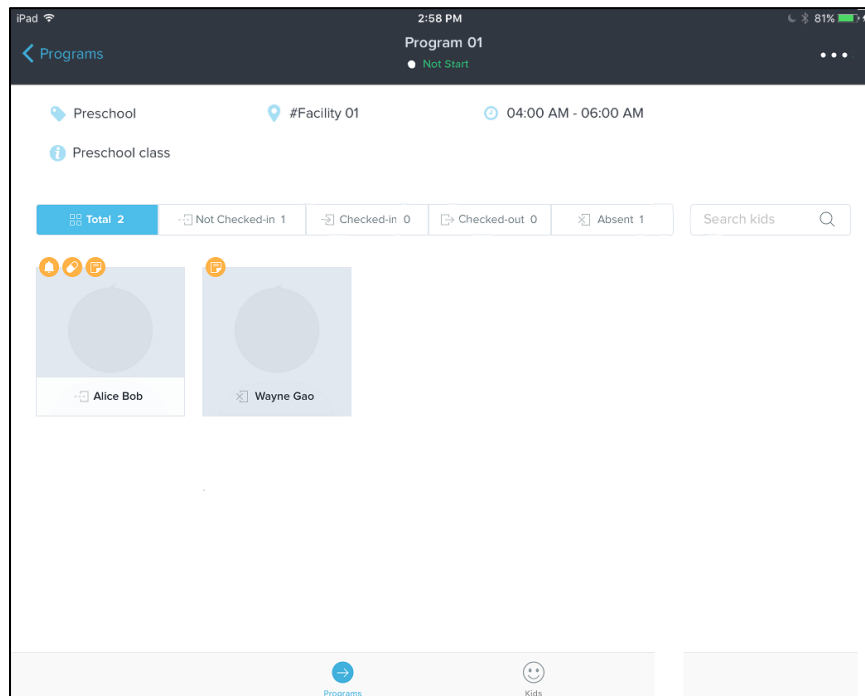 iPad 2:58 PM 81%
Program 01
Programs
Not Start
Preschool #Facility 01 04:00 AM - 06:00 AM
Preschool class
Total 2 Not Checked-in 1 Checked-in 0 Checked-out 0 Absent 1 Search kids
Alice Bob Wayne Gao
Programs Kids